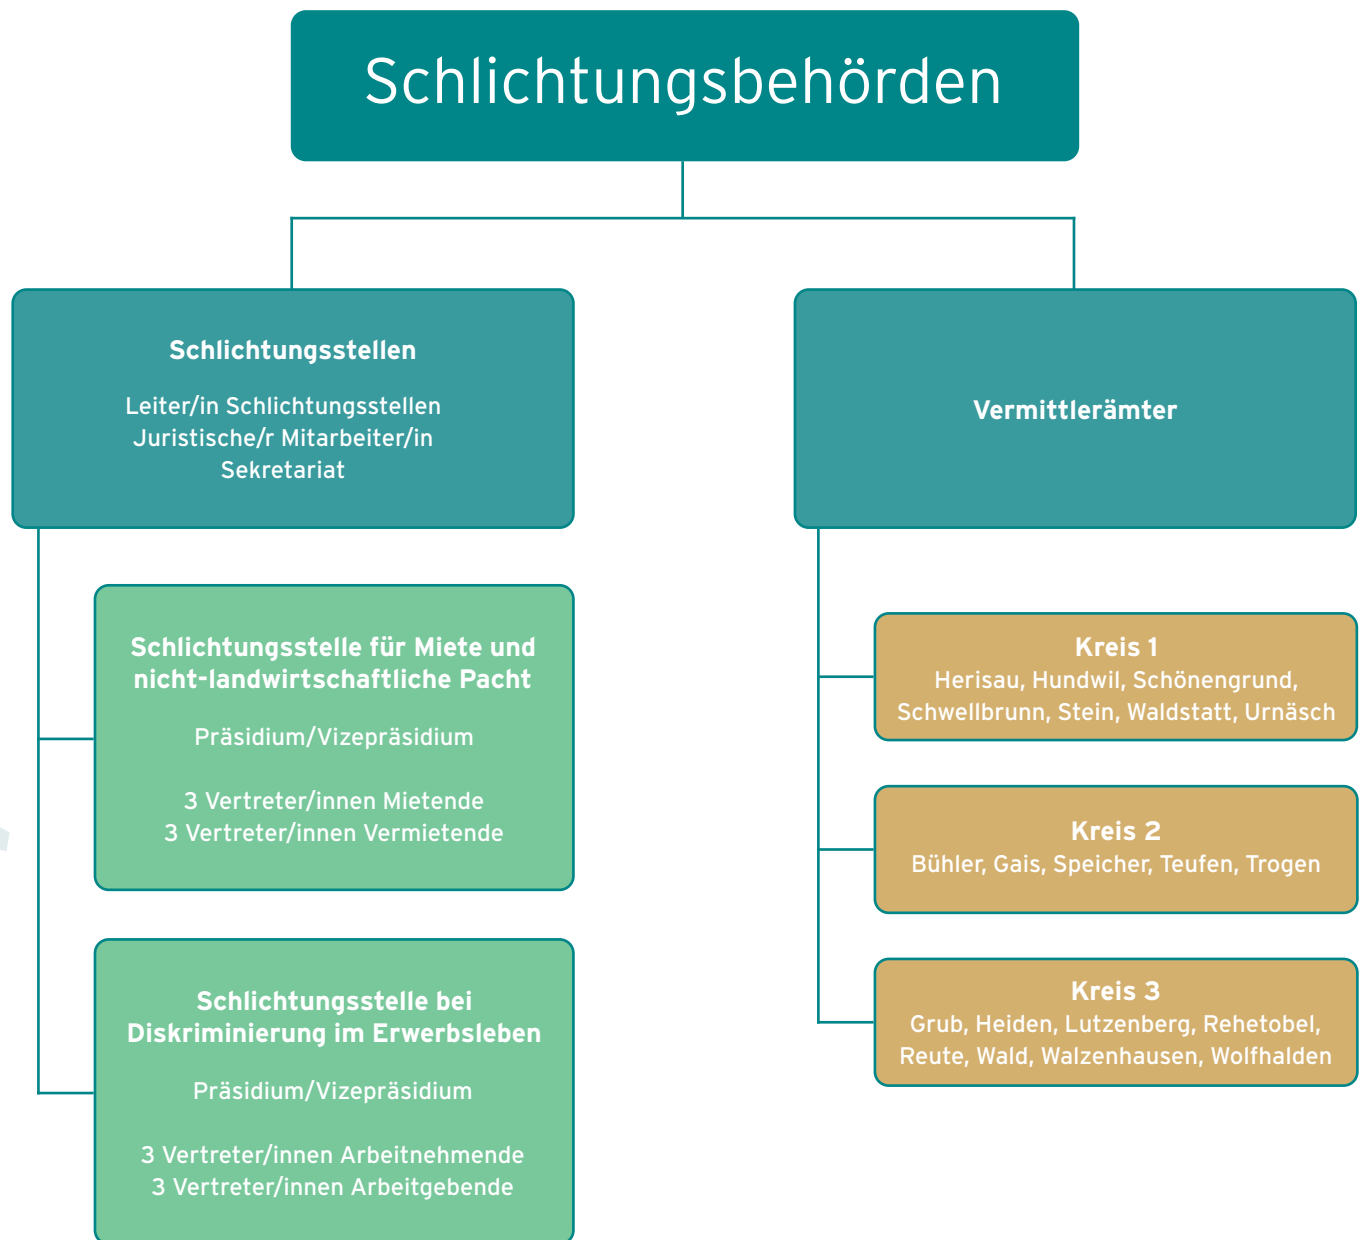 Schlichtungsbehörden
Schlichtungsstellen
Leiter/in Schlichtungsstellen
Juristische/r Mitarbeiter/in
Sekretariat
Schlichtungsstelle für Miete und
nicht-landwirtschaftliche Pacht
Präsidium/Vizepräsidium
3 Vertreter/innen Mietende
3 Vertreter/innen Vermietende
Schlichtungsstelle bei
Diskriminierung im Erwerbsleben
Präsidium/Vizepräsidium
3 Vertreter/innen Arbeitnehmende
3 Vertreter/innen Arbeitgebende
Vermittlerämter
Kreis 1
Herisau, Hundwil, Schönengrund,
Schwellbrunn, Stein, Waldstatt, Urnäsch
Kreis 2
Bühler, Gais, Speicher, Teufen, Trogen
Kreis 3
Grub, Heiden, Lutzenberg, Rehetobel,
Reute, Wald, Walzenhausen, Wolfhalden